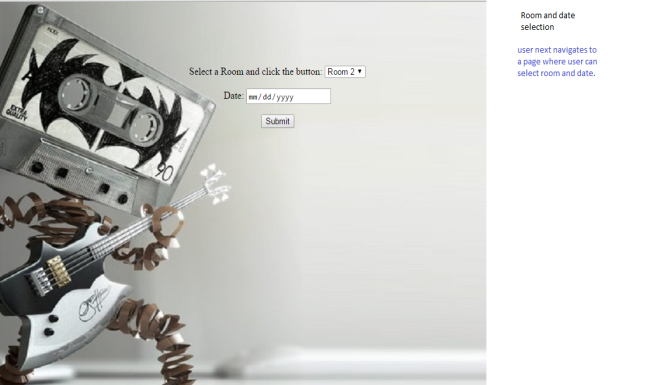 Room and date
selection
user next navigates to
a page where user can
select room and date.
Select a Room and click the button: Room 2
Date: mm/dd/yyyy
Submit
EXTRA
QUALITY
90